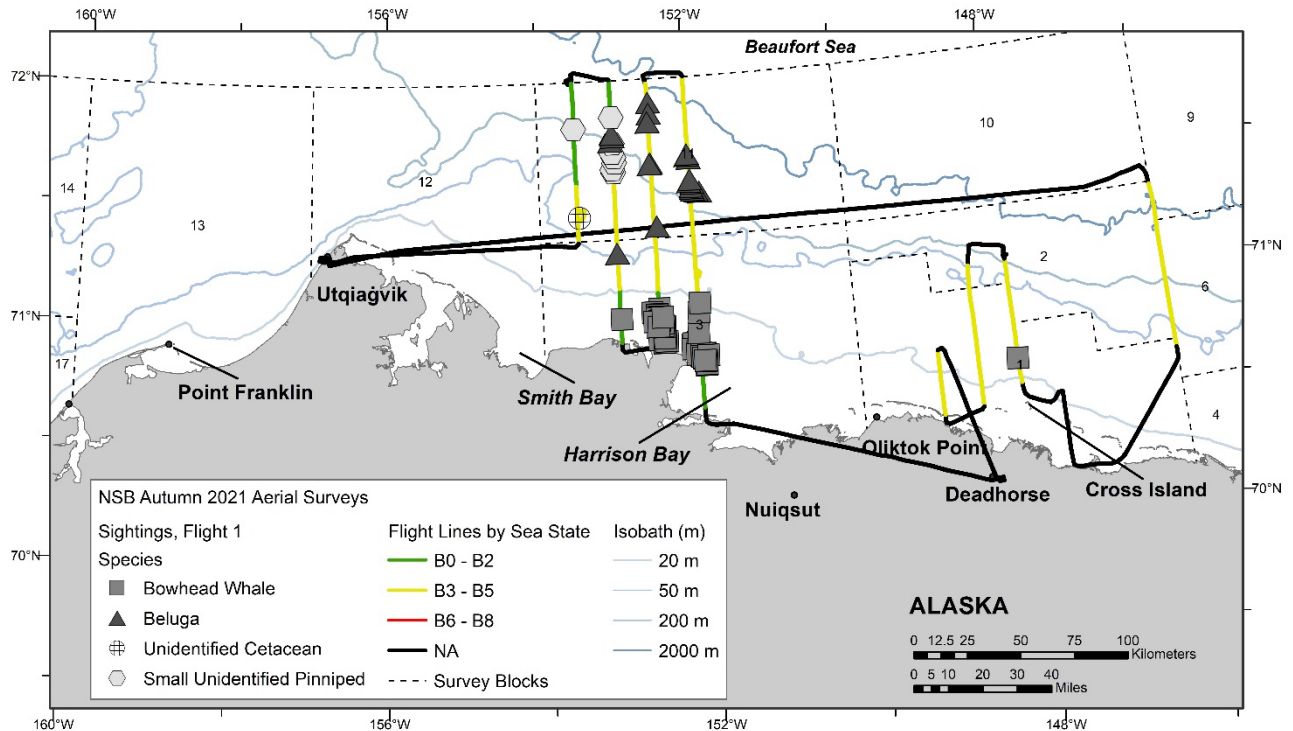 160°W 156°W 152°W 148°W
Beaufort Sea
72°N
10
9
14
12
13
71°N
2
Utqiaġvik
6
71°N
3
17
1
Point Franklin
Smith Bay
4
Harrison Bay
Oliktok Point
70°N
Deadhorse
Cross Island
Nuiqsut
70°N
NSB Autumn 2021 Aerial Surveys
Sightings, Flight 1
Species
Bowhead Whale
Beluga
Unidentified Cetacean
Small Unidentified Pinniped
Flight Lines by Sea State
B0 - B2
B3 - B5
B6 - B8
NA
Survey Blocks
Isobath (m)
20 m
50 m
200 m
2000 m
ALASKA
0 12.5 25 50 75 100
Kilometers
0 5 10 20 30 40
Miles
160°W 156°W 152°W 148°W